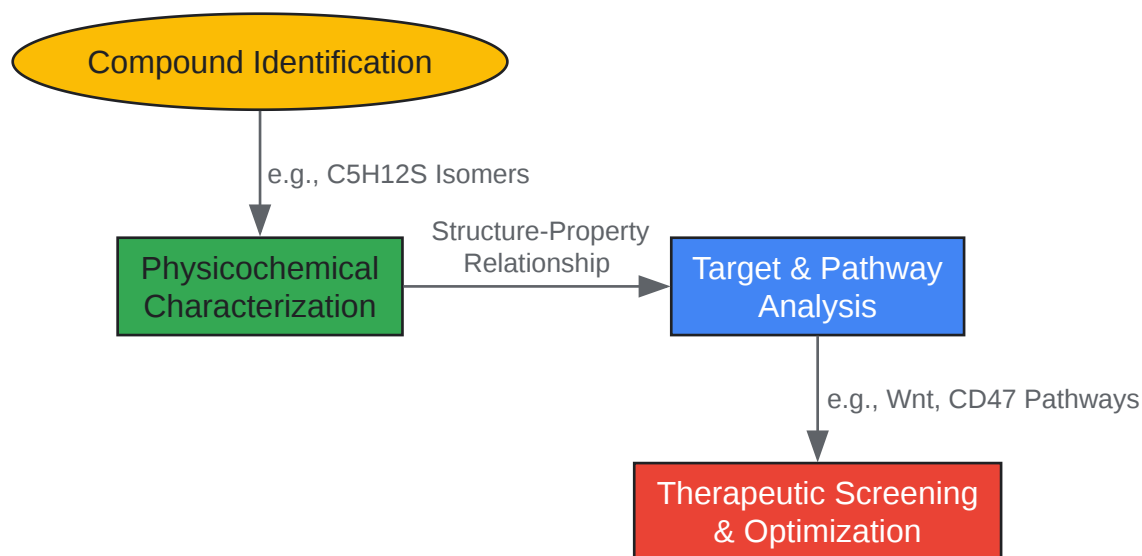 Compound Identification
e.g., C5H12S Isomers
Physicochemical
Characterization
Structure-Property
Relationship
Target & Pathway
Analysis
e.g., Wnt, CD47 Pathways
Therapeutic Screening
& Optimization